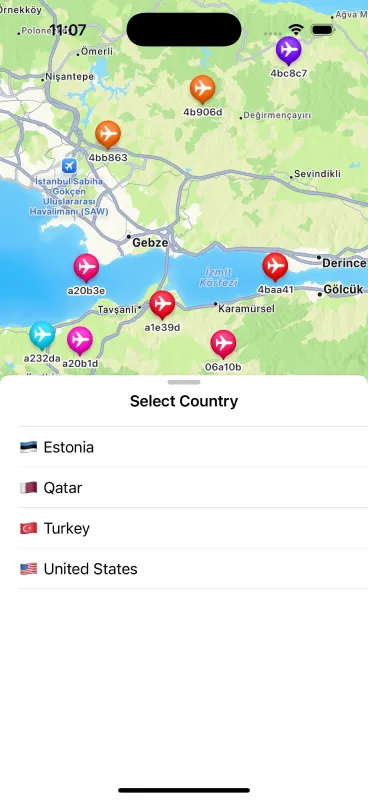 Örnekköy
Ağva M
Polone
11:07
Ömerli
4bc8c7
Nişantepe
4b906d
Değirmençayırı
4bb863
Sevindikli
İstanbul Sabiha
Gökçen
Uluslararası
Havalimanı (SAW)
Gebze
İzmit
Körfezi
Derince
a20b3e
4baa41
Gölcük
Tavşanlı
Karamürsel
a1e39d
a232da
a20b1d
06a10b
Select Country
Estonia
Qatar
Turkey
United States